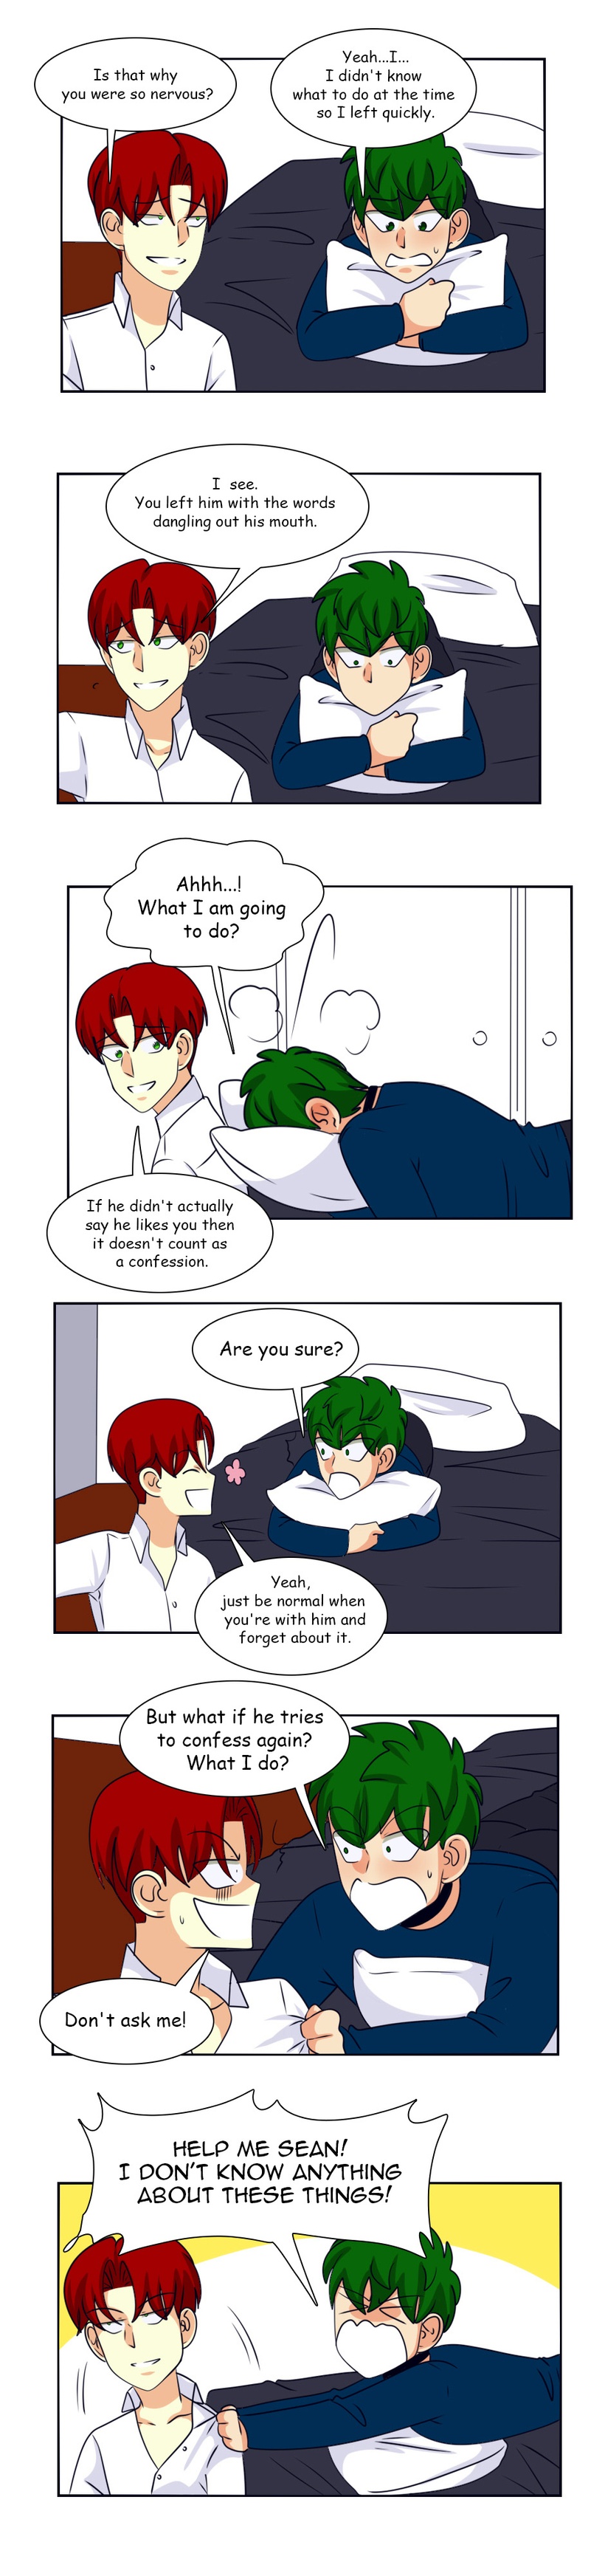 Is that why
you were so nervous?
Yeah...I...
I didn't know
what to do at the time
so I left quickly.
I see.
You left him with the words
dangling out his mouth.
Ahhh...!
What I am going
to do?
If he didn't actually
say he likes you then
it doesn't count as
a confession.
Are you sure?
Yeah,
just be normal when
you're with him and
forget about it.
But what if he tries
to confess again?
What I do?
Don't ask me!
HELP ME SEAN!
I DON'T KNOW ANYTHING
ABOUT THESE THINGS!